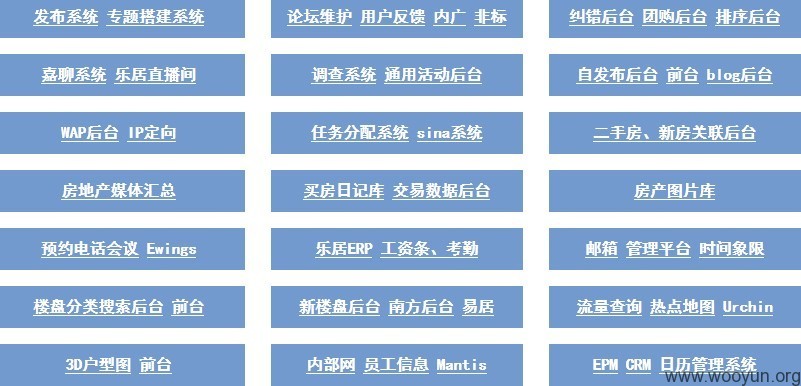 发布系统 专题搭建系统 论坛维护 用户反馈 内广 非标 纠错后台 团购后台 排序后台
嘉聊系统 乐居直播间 调查系统 通用活动后台 自发布后台 前台 blog后台
WAP后台 IP定向 任务分配系统 sina系统 二手房、新房关联后台
房地产媒体汇总 买房日记库 交易数据后台 房产图片库
预约电话会议 Ewings 乐居ERP 工资条、考勤 邮箱 管理平台 时间象限
楼盘分类搜索后台 前台 新楼盘后台 南方后台 易居 流量查询 热点地图 Urchin
3D户型图 前台 内部网 员工信息 Mantis EPM CRM 日历管理系统
www.wooyun.org